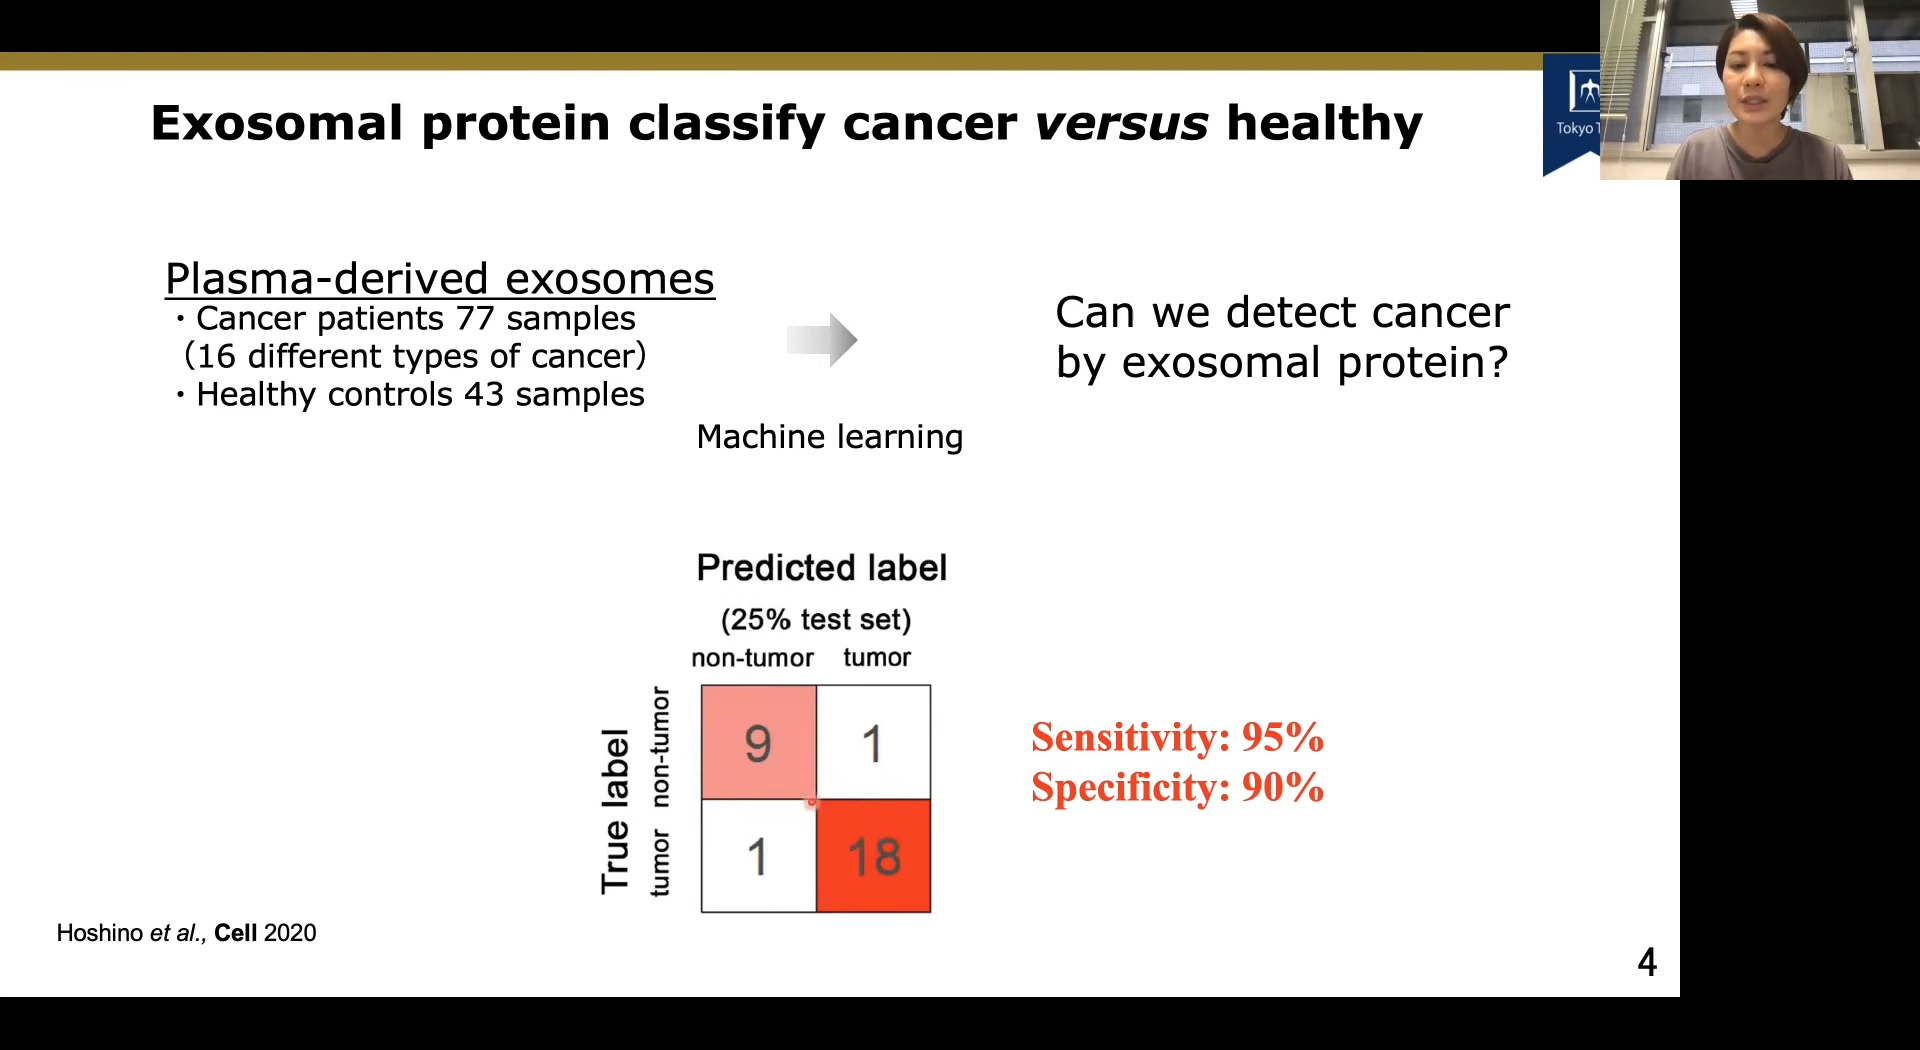 Exosomal protein classify cancer versus healthy
Tokyo
Plasma-derived exosomes
・Cancer patients 77 samples
（16 different types of cancer）
・Healthy controls 43 samples
Can we detect cancer
by exosomal protein?
Machine learning
Predicted label
(25% test set)
non-tumor tumor
True label
non-tumor
tumor
9 1
1 18
Sensitivity: 95%
Specificity: 90%
Hoshino et al., Cell 2020
4